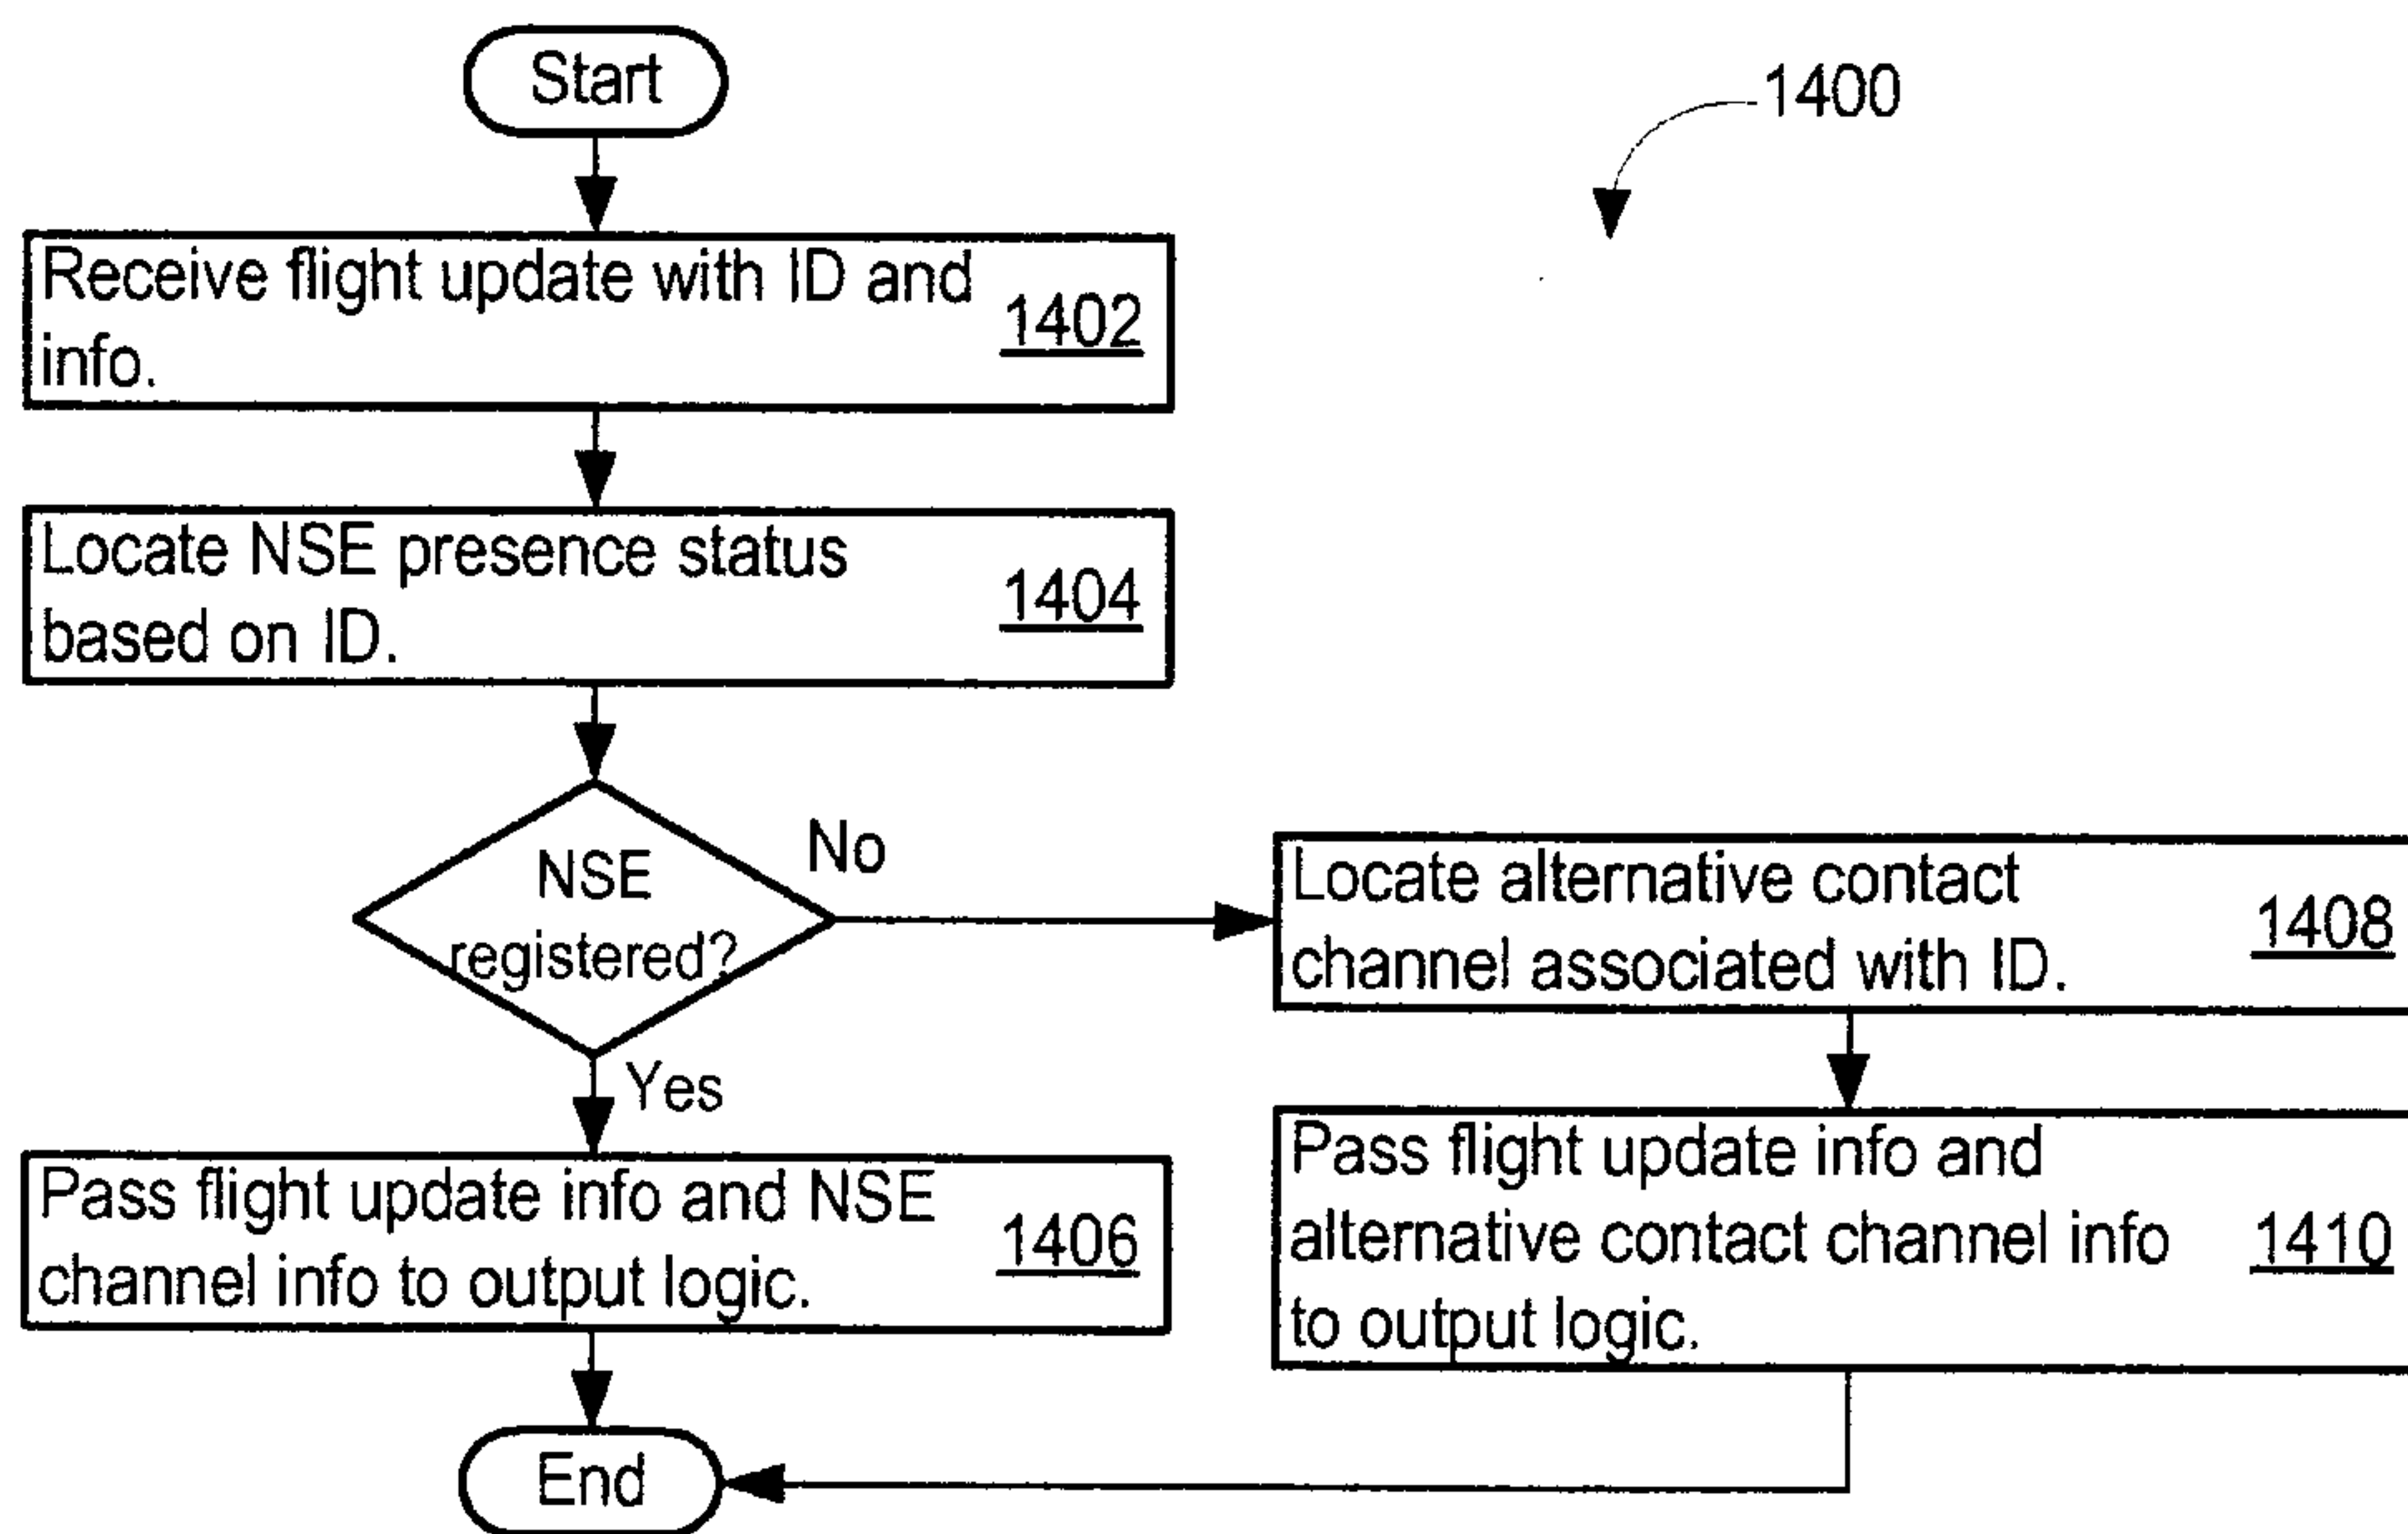 Start
1400
Receive flight update with ID and
info.
1402
Locate NSE presence status
based on ID.
1404
NSE
registered?
No
Yes
Locate alternative contact
channel associated with ID.
1408
Pass flight update info and NSE
channel info to output logic.
1406
Pass flight update info and
alternative contact channel info
to output logic.
1410
End